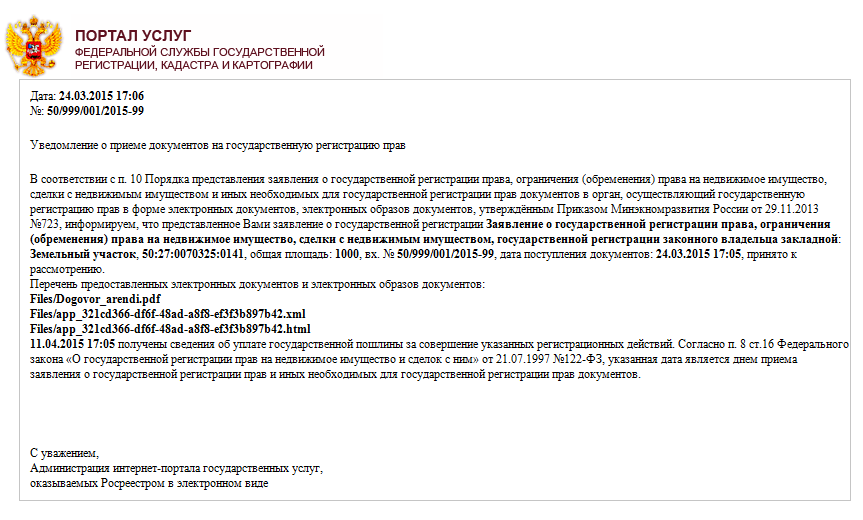 ПОРТАЛ УСЛУГ
ФЕДЕРАЛЬНОЙ СЛУЖБЫ ГОСУДАРСТВЕННОЙ
РЕГИСТРАЦИИ, КАДАСТРА И КАРТОГРАФИИ
Дата: 24.03.2015 17:06
№: 50/999/001/2015-99
Уведомление о приеме документов на государственную регистрацию прав
В соответствии с п. 10 Порядка представления заявления о государственной регистрации права, ограничения (обременения) права на недвижимое имущество,
сделки с недвижимым имуществом и иных необходимых для государственной регистрации прав документов в орган, осуществляющий государственную
регистрацию прав в форме электронных документов, электронных образов документов, утверждённым Приказом Минэкномразвития России от 29.11.2013
№723, информируем, что представленное Вами заявление о государственной регистрации Заявление о государственной регистрации права, ограничения
(обременения) права на недвижимое имущество, сделки с недвижимым имуществом, государственной регистрации законного владельца закладной:
Земельный участок, 50:27:0070325:0141, общая площадь: 1000, вх. № 50/999/001/2015-99, дата поступления документов: 24.03.2015 17:05, принято к
рассмотрению.
Перечень предоставленных электронных документов и электронных образов документов:
Files/Dogovor_arendi.pdf
Files/app_321cd366-df6f-48ad-a8f8-ef3f3b897b42.xml
Files/app_321cd366-df6f-48ad-a8f8-ef3f3b897b42.html
11.04.2015 17:05 получены сведения об уплате государственной пошлины за совершение указанных регистрационных действий. Согласно п. 8 ст.16 Федерального
закона «О государственной регистрации прав на недвижимое имущество и сделок с ним» от 21.07.1997 №122-ФЗ, указанная дата является днем приема
заявления о государственной регистрации прав и иных необходимых для государственной регистрации прав документов.
С уважением,
Администрация интернет-портала государственных услуг,
оказываемых Росреестром в электронном виде